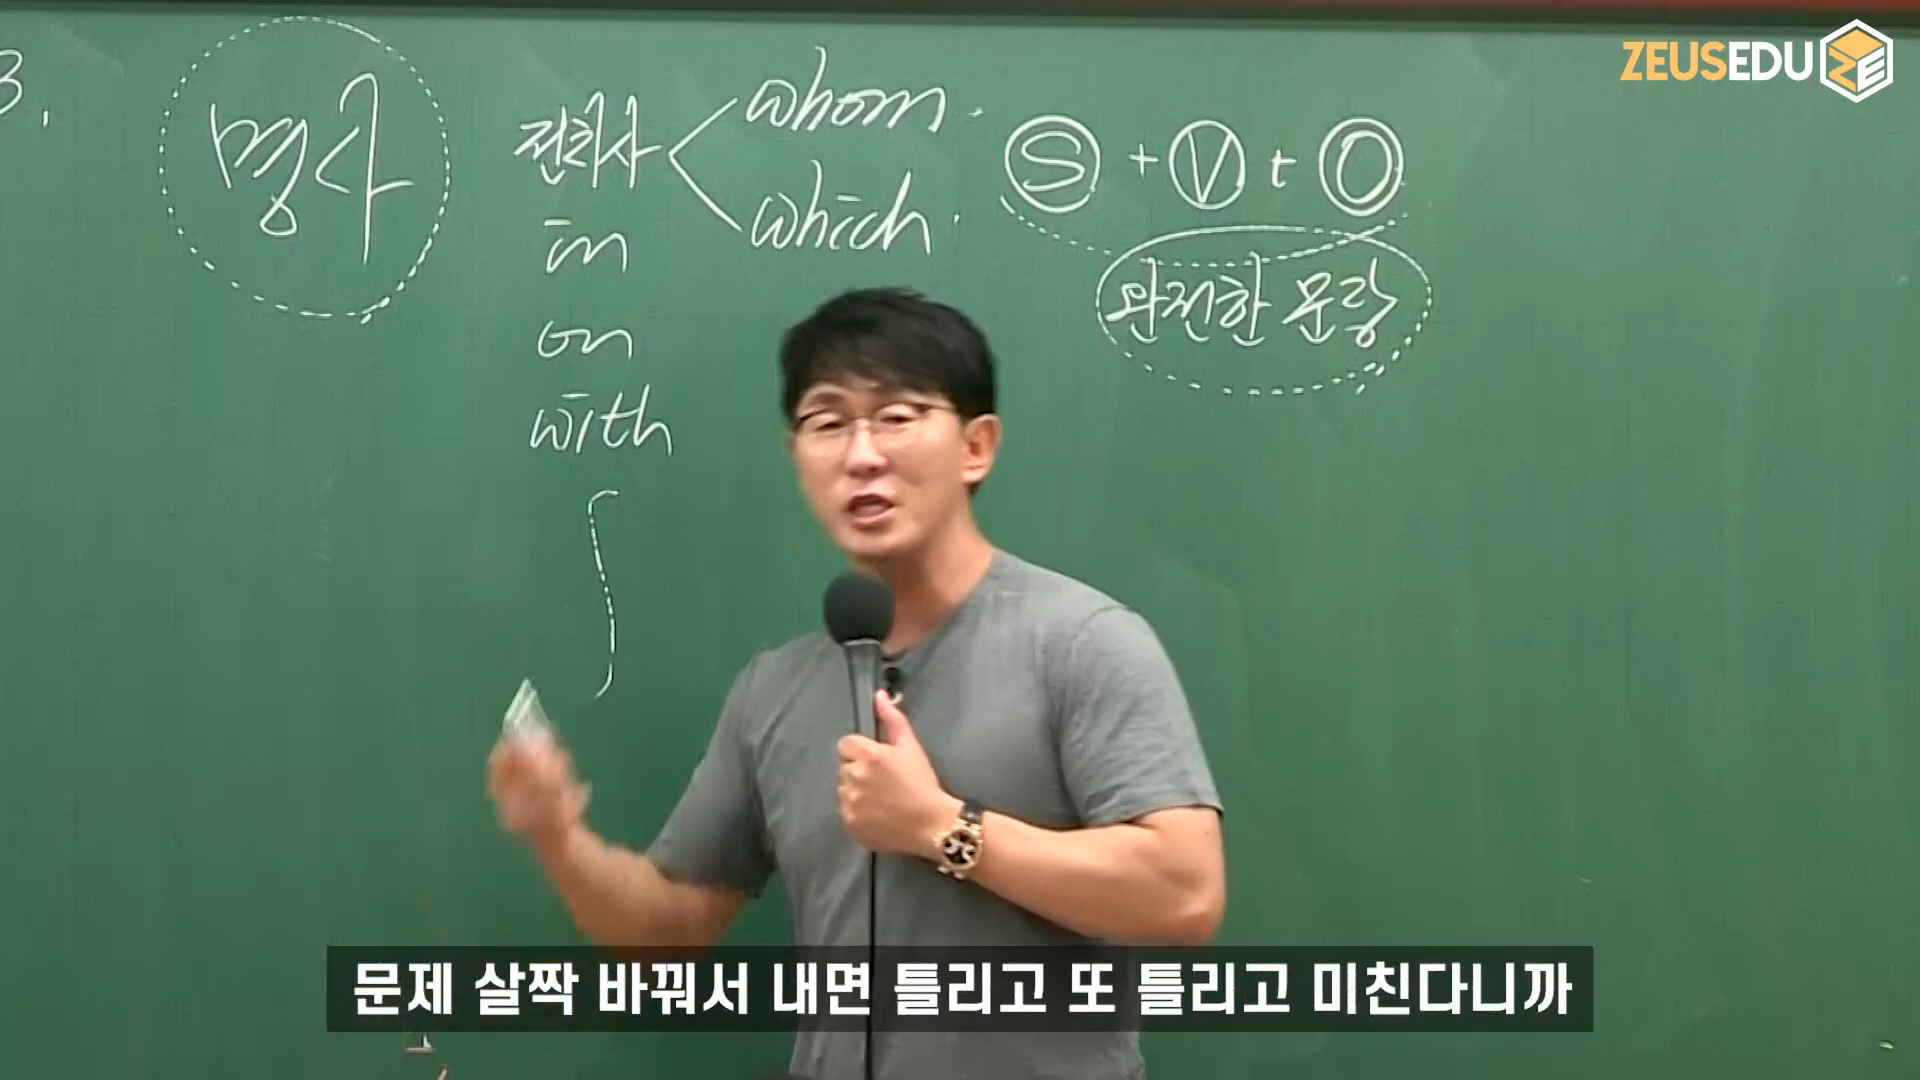 ZEUSEDU
3.
명사 전치사 whom. S + V + O
which.
in
완전한 문장
on
with
문제 살짝 바꿔서 내면 틀리고 또 틀리고 미친다니까